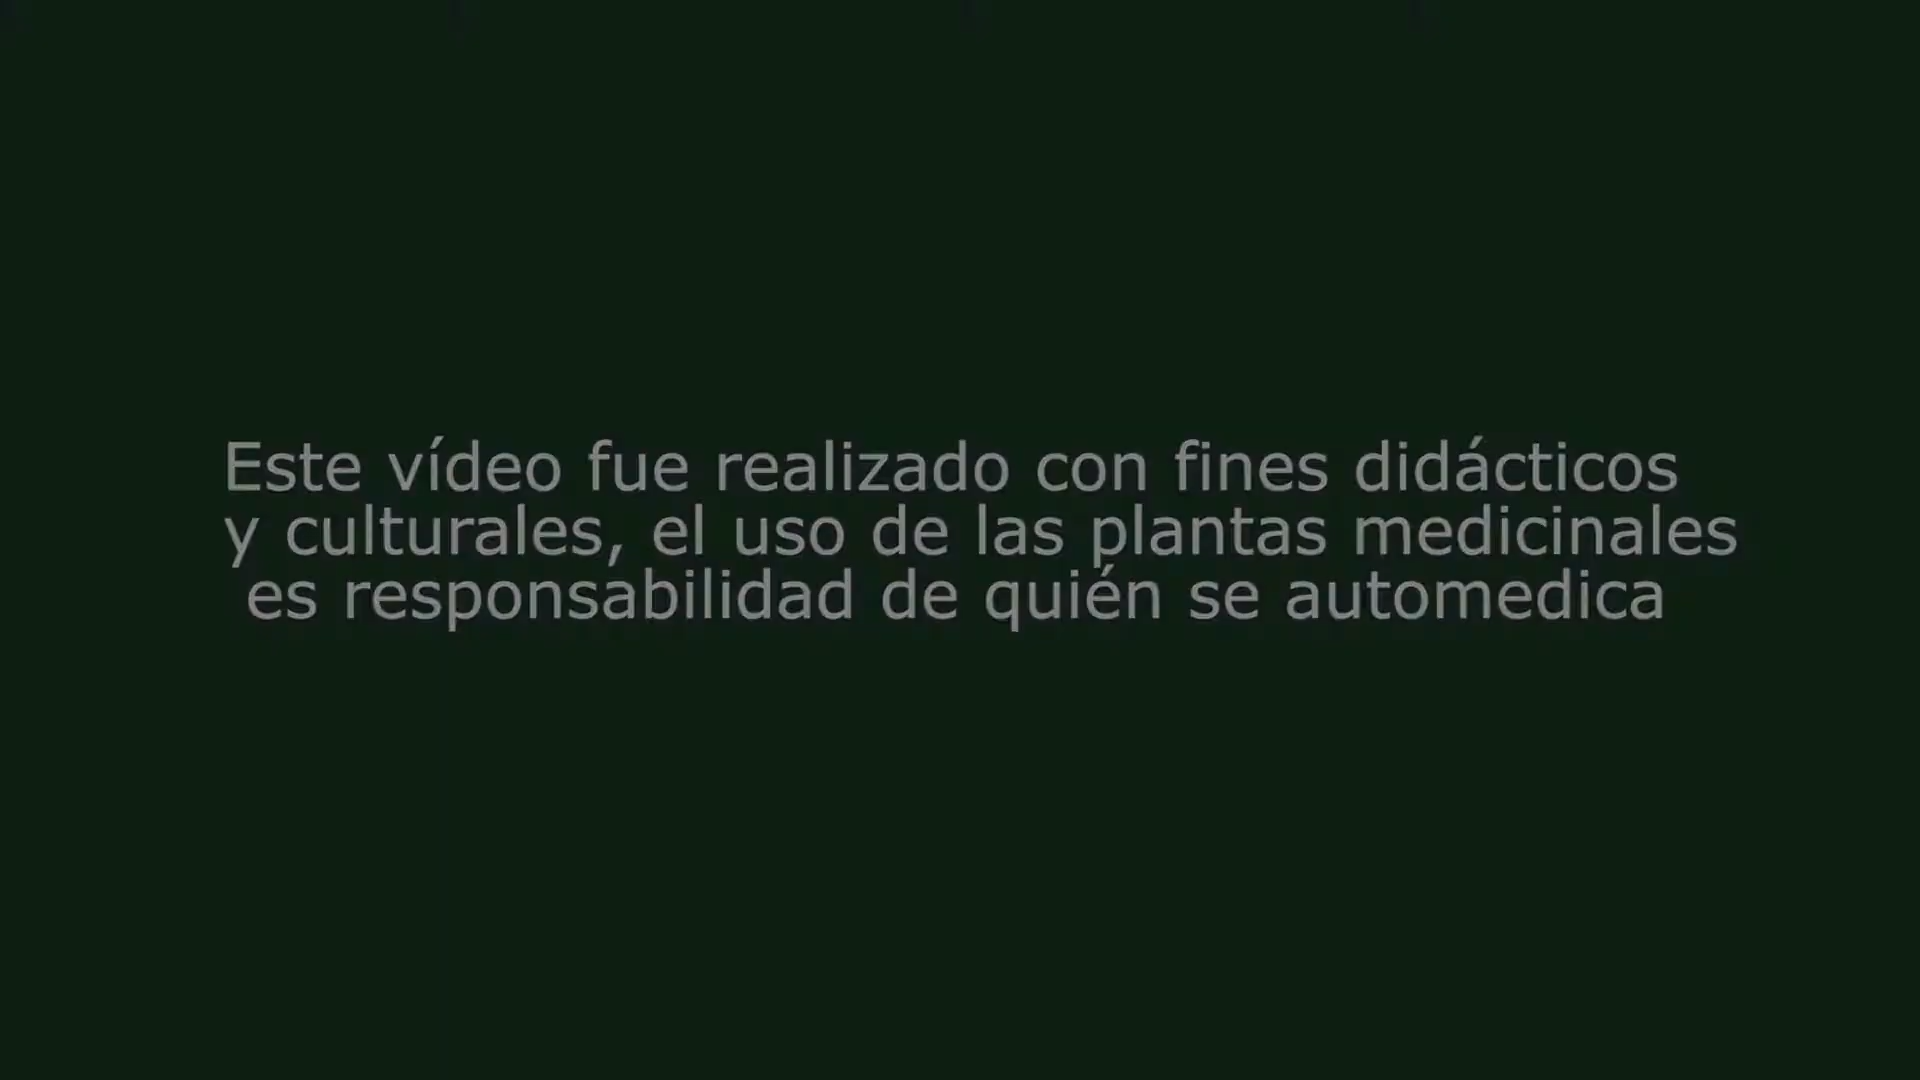 Este vídeo fue realizado con fines didácticos
y culturales, el uso de las plantas medicinales
es responsabilidad de quién se automedica